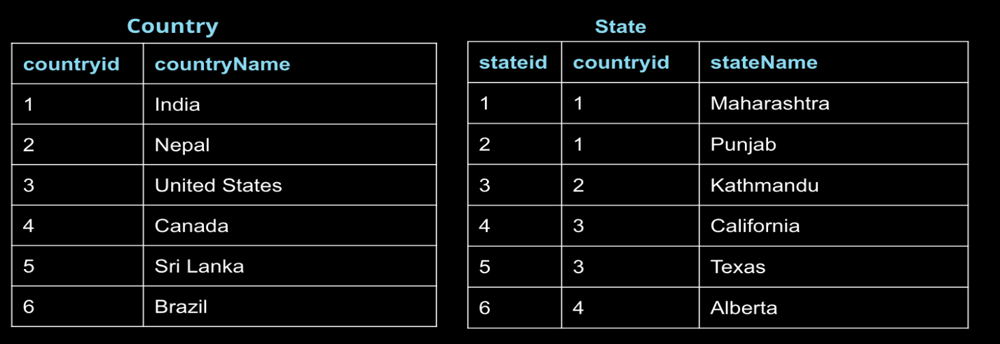 Country
countryid countryName
1 India
2 Nepal
3 United States
4 Canada
5 Sri Lanka
6 Brazil
State
stateid countryid stateName
1 1 Maharashtra
2 1 Punjab
3 2 Kathmandu
4 3 California
5 3 Texas
6 4 Alberta